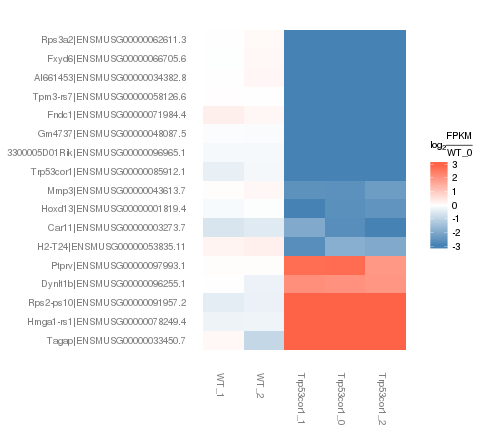 Rps3a2|ENSMUSG00000062611.3
Fxyd6|ENSMUSG00000066705.6
AI661453|ENSMUSG00000034382.8
Tpm3-rs7|ENSMUSG00000058126.6
Fndc1|ENSMUSG00000071984.4
Gm4737|ENSMUSG00000048087.5
3300005D01Rik|ENSMUSG00000096965.1
Trp53cor1|ENSMUSG00000085912.1
Mmp3|ENSMUSG00000043613.7
Hoxd13|ENSMUSG00000001819.4
Car11|ENSMUSG00000003273.7
H2-T24|ENSMUSG00000053835.11
Ptprv|ENSMUSG00000097993.1
Dynlt1b|ENSMUSG00000096255.1
Rps2-ps10|ENSMUSG00000091957.2
Hmga1-rs1|ENSMUSG00000078249.4
Tagap|ENSMUSG00000033450.7
WT_1
WT_2
Trp53cor1_1
Trp53cor1_0
Trp53cor1_2
log2 FPKM
WT_0
3
2
1
0
-1
-2
-3